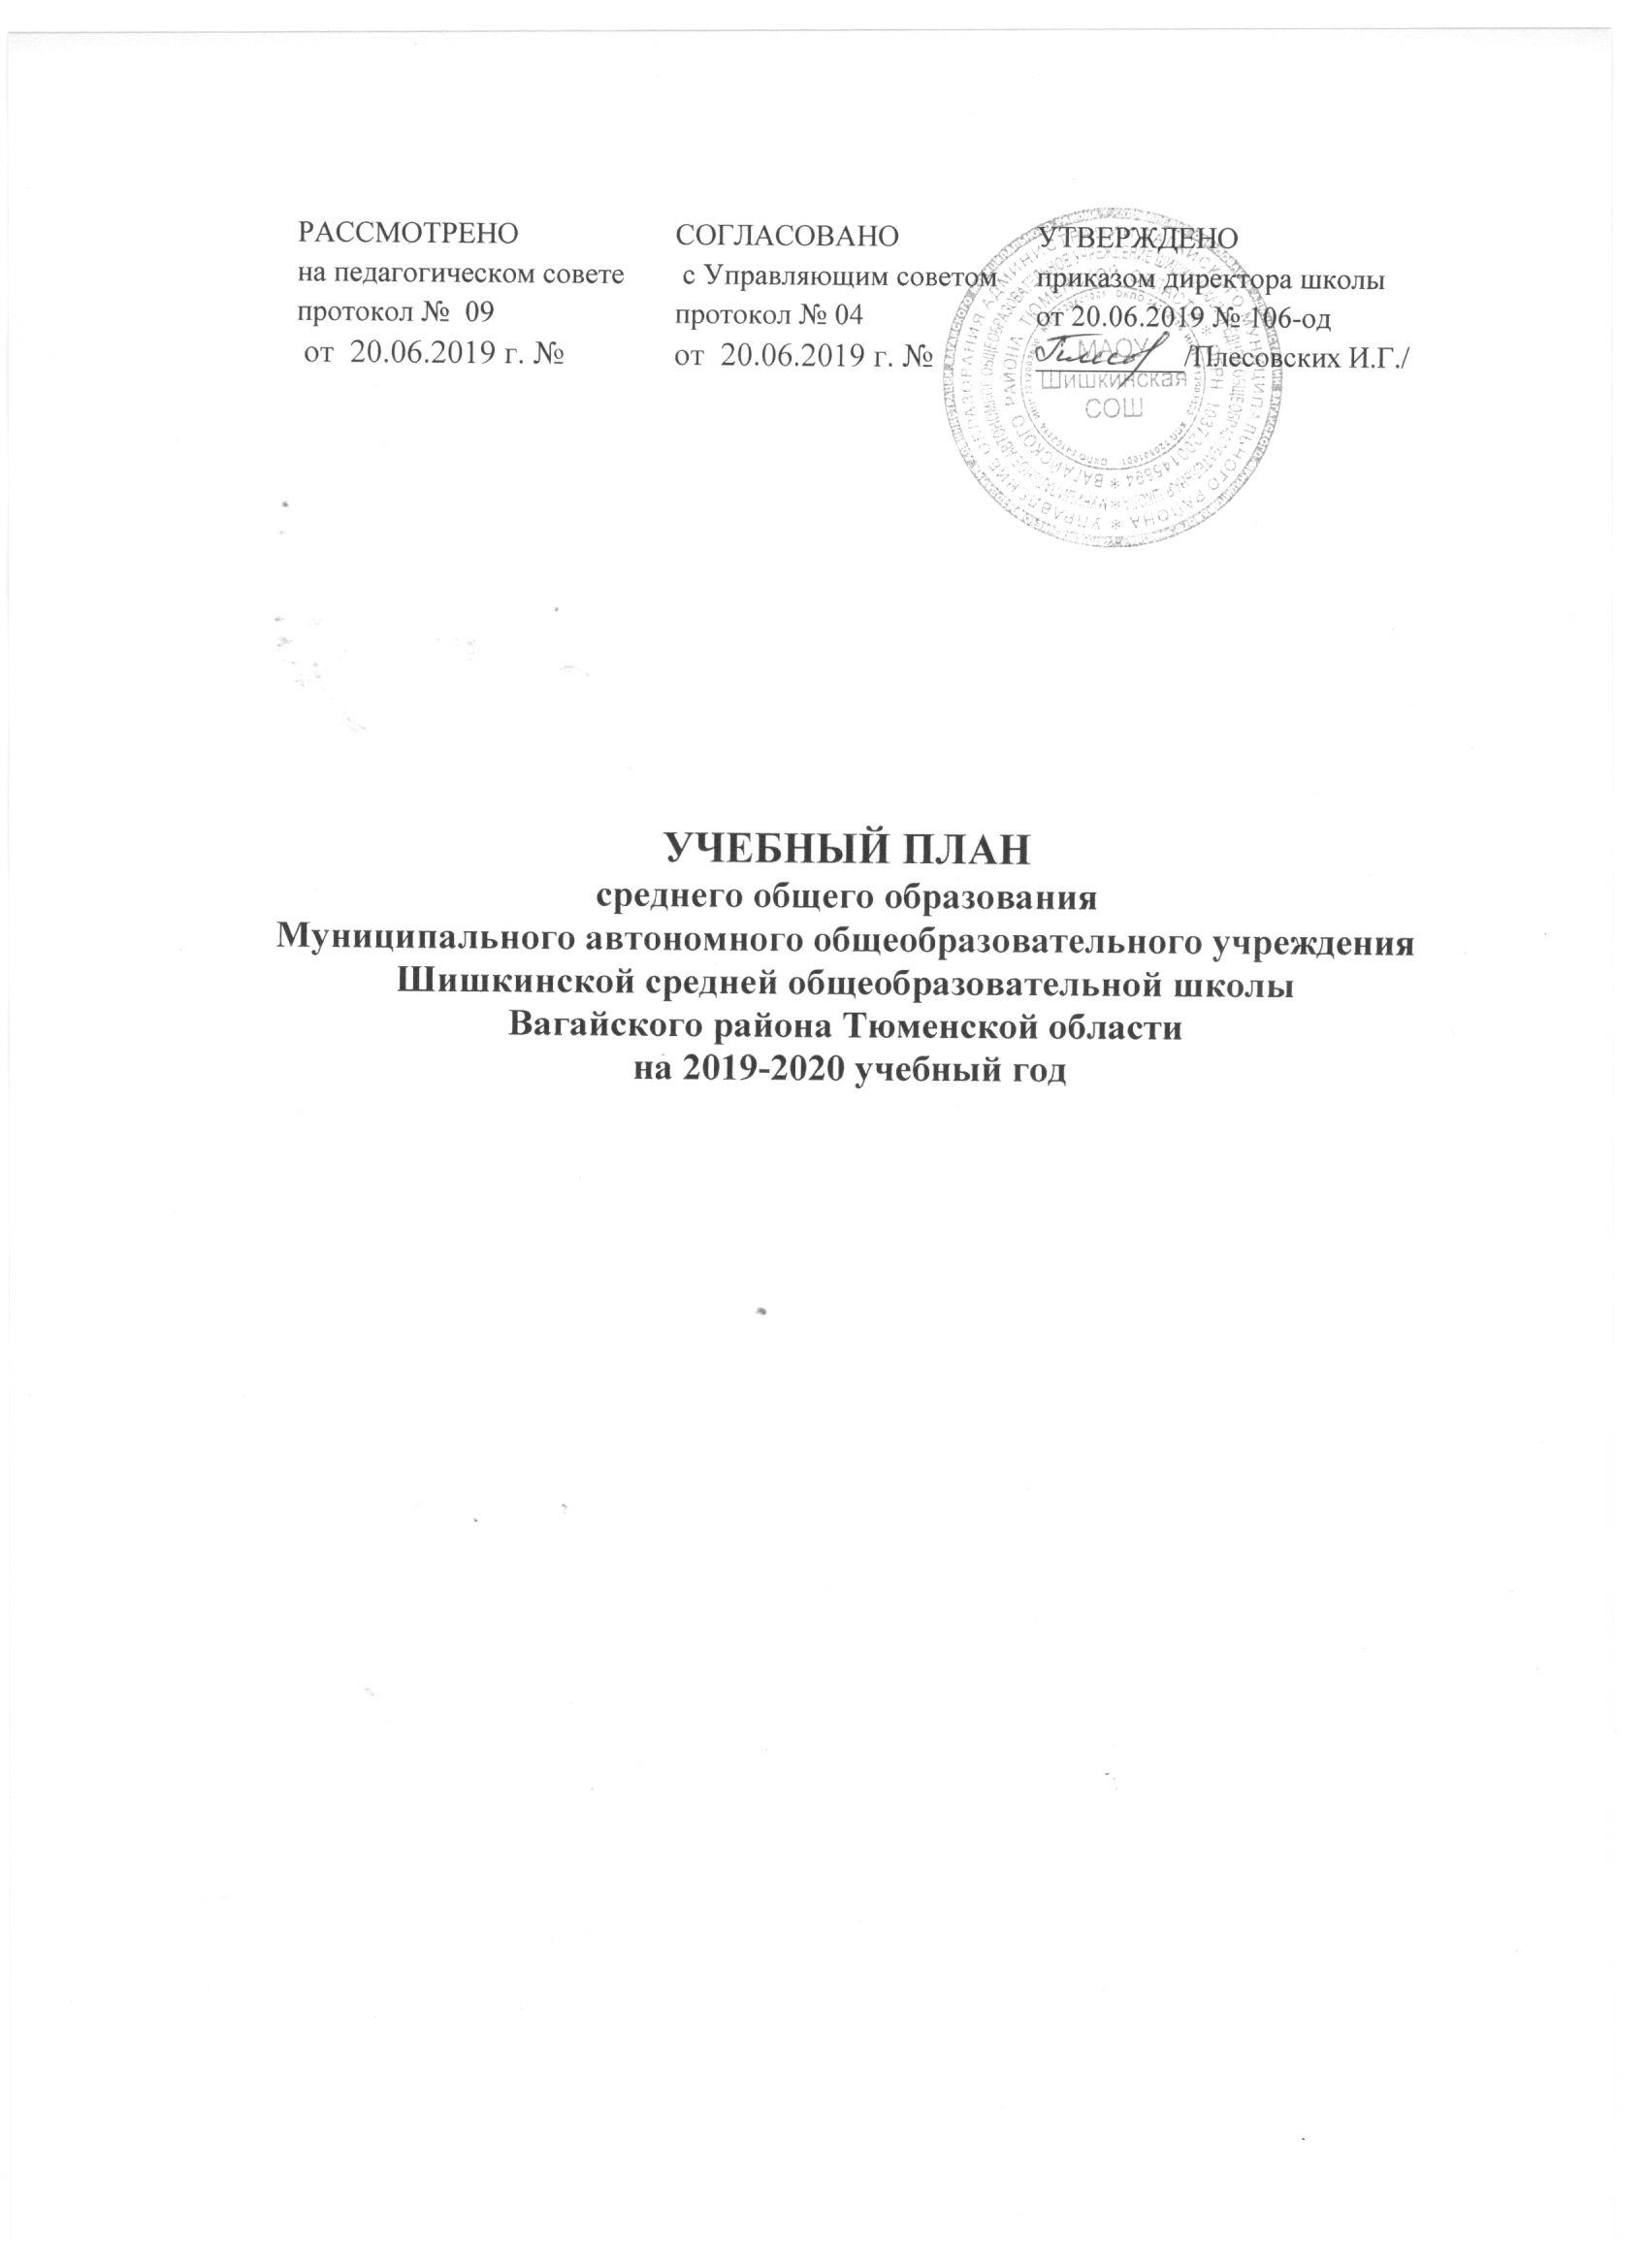 РАССМОТРЕНО
на педагогическом совете
протокол № 09
от 20.06.2019 г. №
СОГЛАСОВАНО
с Управляющим советом
протокол № 04
от 20.06.2019 г. №
УТВЕРЖДЕНО
приказом директора школы
от 20.06.2019 № 106-од
/Плесовских И.Г./
МАОУ
Шишкинская
СОШ
УЧЕБНЫЙ ПЛАН
среднего общего образования
Муниципального автономного общеобразовательного учреждения
Шишкинской средней общеобразовательной школы
Вагайского района Тюменской области
на 2019-2020 учебный год